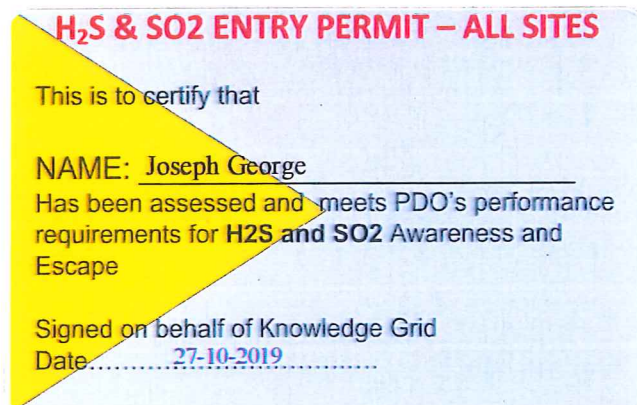 H₂S & SO2 ENTRY PERMIT – ALL SITES
This is to certify that
NAME: Joseph George
Has been assessed and meets PDO's performance
requirements for H2S and SO2 Awareness and
Escape
Signed on behalf of Knowledge Grid
Date......27-10-2019......